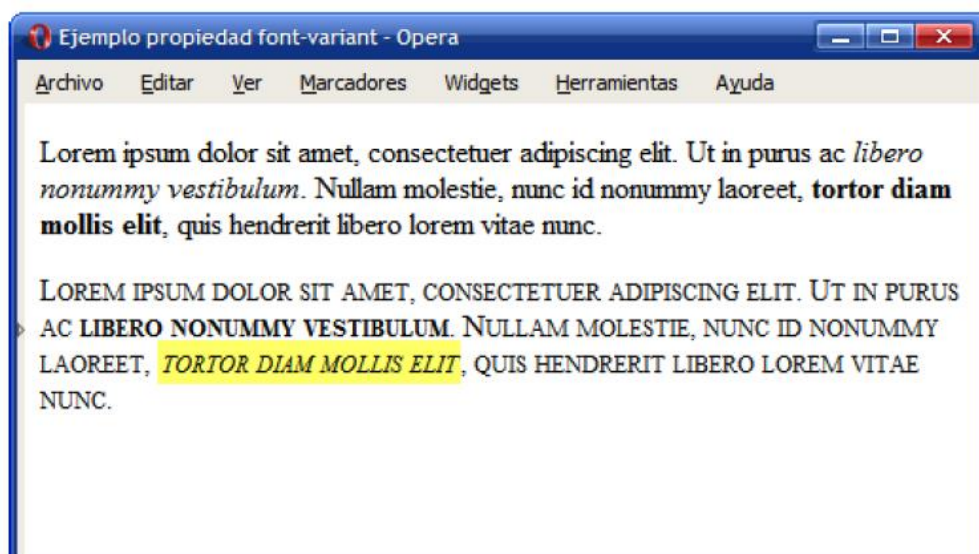 Ejemplo propiedad font-variant - Opera
Archivo Editar Ver Marcadores Widgets Herramientas Ayuda
Lorem ipsum dolor sit amet, consectetuer adipiscing elit. Ut in purus ac libero
nonummy vestibulum. Nullam molestie, nunc id nonummy laoreet, tortor diam
mollis elit, quis hendrerit libero lorem vitae nunc.
LOREM IPSUM DOLOR SIT AMET, CONSECTETUER ADIPISCING ELIT. UT IN PURUS
AC LIBERO NONUMMY VESTIBULUM. NULLAM MOLESTIE, NUNC ID NONUMMY
LAOREET, TORTOR DIAM MOLLIS ELIT, QUIS HENDRERIT LIBERO LOREM VITAE
NUNC.